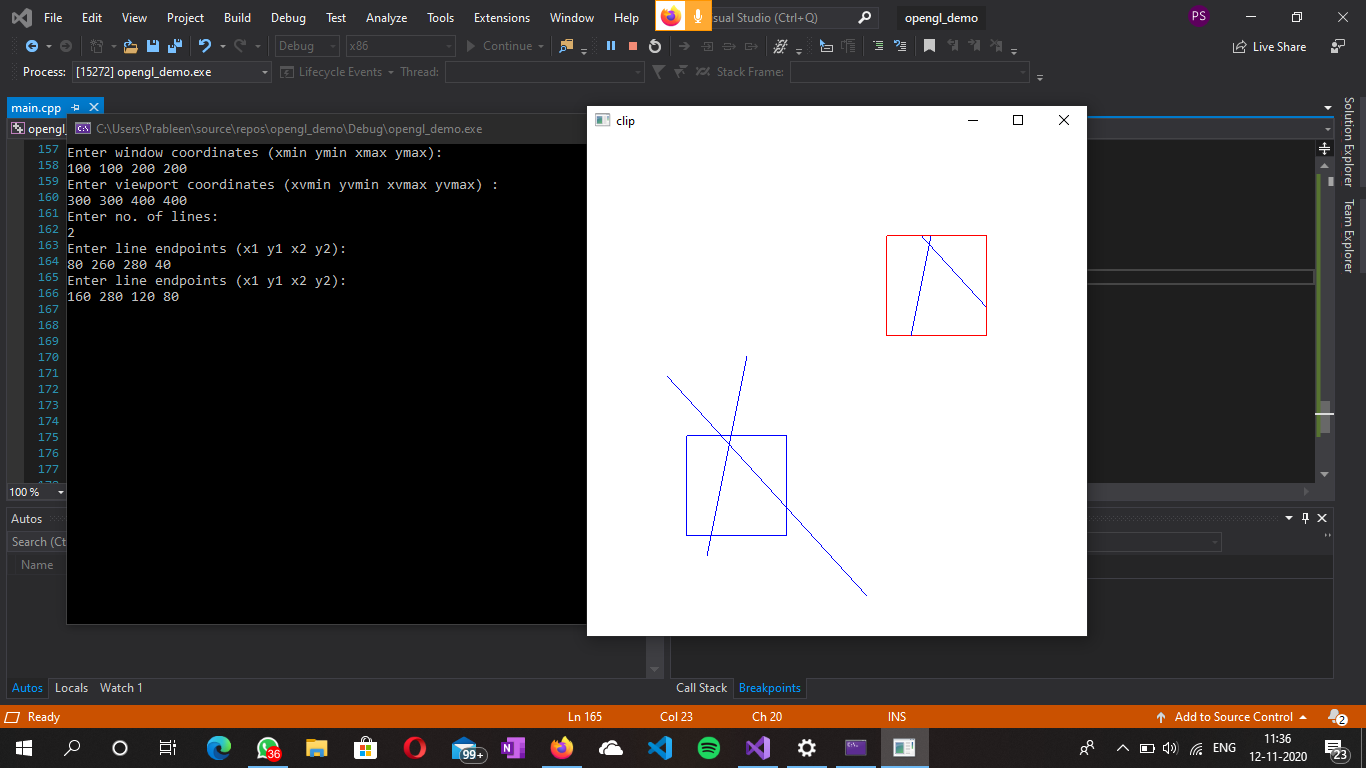 File Edit View Project Build Debug Test Analyze Tools Extensions Window Help sual Studio (Ctrl+Q) opengl_demo PS
Debug x86 Continue Live Share
Process: [15272] opengl_demo.exe Lifecycle Events Thread: Stack Frame:
main.cpp
opengl_
C:\Users\Prableen\source\repos\opengl_demo\Debug\opengl_demo.exe
clip
Enter window coordinates (xmin ymin xmax ymax):
100 100 200 200
Enter viewport coordinates (xvmin yvmin xvmax yvmax) :
300 300 400 400
Enter no. of lines:
2
Enter line endpoints (x1 y1 x2 y2):
80 260 280 40
Enter line endpoints (x1 y1 x2 y2):
160 280 120 80
157
158
159
160
161
162
163
164
165
166
167
168
169
170
171
172
173
174
175
176
177
Solution Explorer
Team Explorer
100 %
Autos
Search (Ct
Name
Autos Locals Watch 1
Call Stack Breakpoints
Ready Ln 165 Col 23 Ch 20 INS Add to Source Control 2
36 99+ ENG 11:36
12-11-2020 23